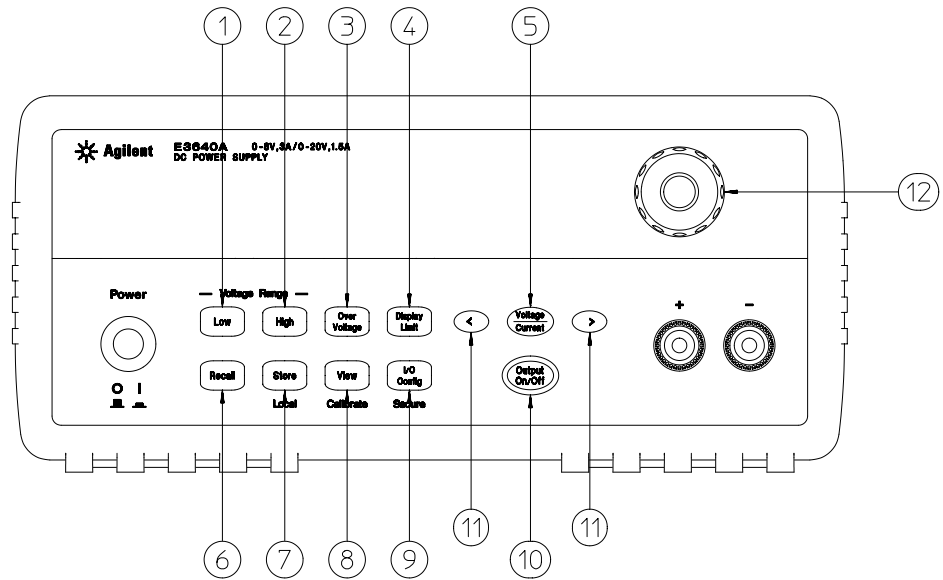 1 2 3 4 5
Agilent E3640A 0-8V,3A/0-20V,1.5A
DC POWER SUPPLY
12
Power
Voltage Range
+ -
Low High Over Voltage Display Limit < Voltage Current >
Recall Store View I/O Config Output On/Off
O I
Local Calibrate Secure
6 7 8 9 11 10 11